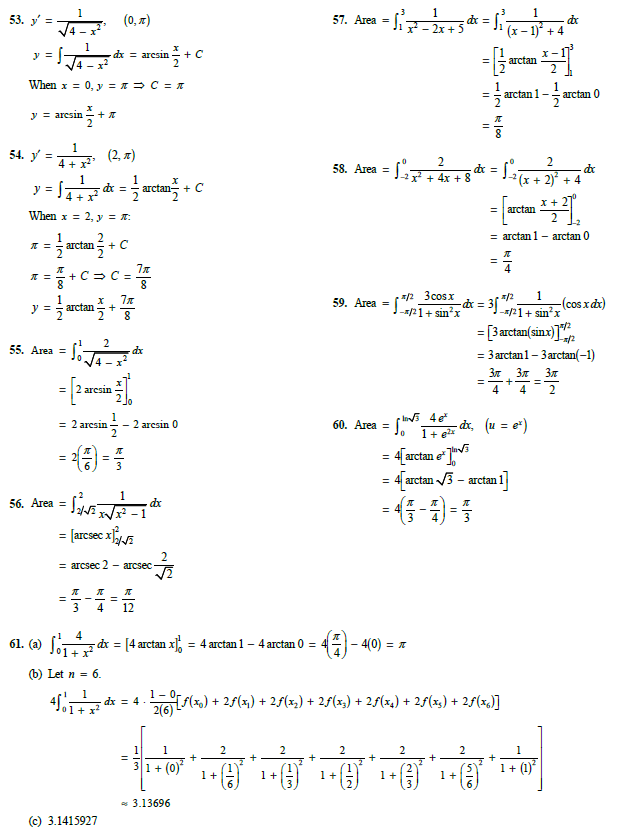 53. y′ = 1/√(4 − x²), (0, π)
y = ∫ 1/√(4 − x²) dx = arcsin x/2 + C
When x = 0, y = π ⇒ C = π
y = arcsin x/2 + π
54. y′ = 1/(4 + x²), (2, π)
y = ∫ 1/(4 + x²) dx = 1/2 arctan x/2 + C
When x = 2, y = π:
π = 1/2 arctan 2/2 + C
π = π/8 + C ⇒ C = 7π/8
y = 1/2 arctan x/2 + 7π/8
55. Area = ∫₀¹ 2/√(4 − x²) dx
= [2 arcsin x/2]₀¹
= 2 arcsin 1/2 − 2 arcsin 0
= 2(π/6) = π/3
56. Area = ∫_{2/√2}^{2} 1/(x√(x² − 1)) dx
= [arcsec x]_{2/√2}^{2}
= arcsec 2 − arcsec 2/√2
= π/3 − π/4 = π/12
57. Area = ∫₁³ 1/(x² − 2x + 5) dx = ∫₁³ 1/((x − 1)² + 4) dx
= [1/2 arctan (x − 1)/2]₁³
= 1/2 arctan 1 − 1/2 arctan 0
= π/8
58. Area = ∫_{−2}^{0} 2/(x² + 4x + 8) dx = ∫_{−2}^{0} 2/((x + 2)² + 4) dx
= [arctan (x + 2)/2]_{−2}^{0}
= arctan 1 − arctan 0
= π/4
59. Area = ∫_{−π/2}^{π/2} 3 cos x/(1 + sin² x) dx = 3∫_{−π/2}^{π/2} 1/(1 + sin² x) (cos x dx)
= [3 arctan(sin x)]_{−π/2}^{π/2}
= 3 arctan 1 − 3 arctan(−1)
= 3π/4 + 3π/4 = 3π/2
60. Area = ∫₀^{ln√3} 4eˣ/(1 + e²ˣ) dx, (u = eˣ)
= 4[arctan eˣ]₀^{ln√3}
= 4[arctan √3 − arctan 1]
= 4(π/3 − π/4) = π/3
61. (a) ∫₀¹ 4/(1 + x²) dx = [4 arctan x]₀¹ = 4 arctan 1 − 4 arctan 0 = 4(π/4) − 4(0) = π
(b) Let n = 6.
4∫₀¹ 1/(1 + x²) dx = 4 · (1 − 0)/(2(6)) [f(x₀) + 2f(x₁) + 2f(x₂) + 2f(x₃) + 2f(x₄) + 2f(x₅) + 2f(x₆)]
= 1/3 [1/(1 + (0)²) + 2/(1 + (1/6)²) + 2/(1 + (1/3)²) + 2/(1 + (1/2)²) + 2/(1 + (2/3)²) + 2/(1 + (5/6)²) + 1/(1 + (1)²)]
≈ 3.13696
(c) 3.1415927